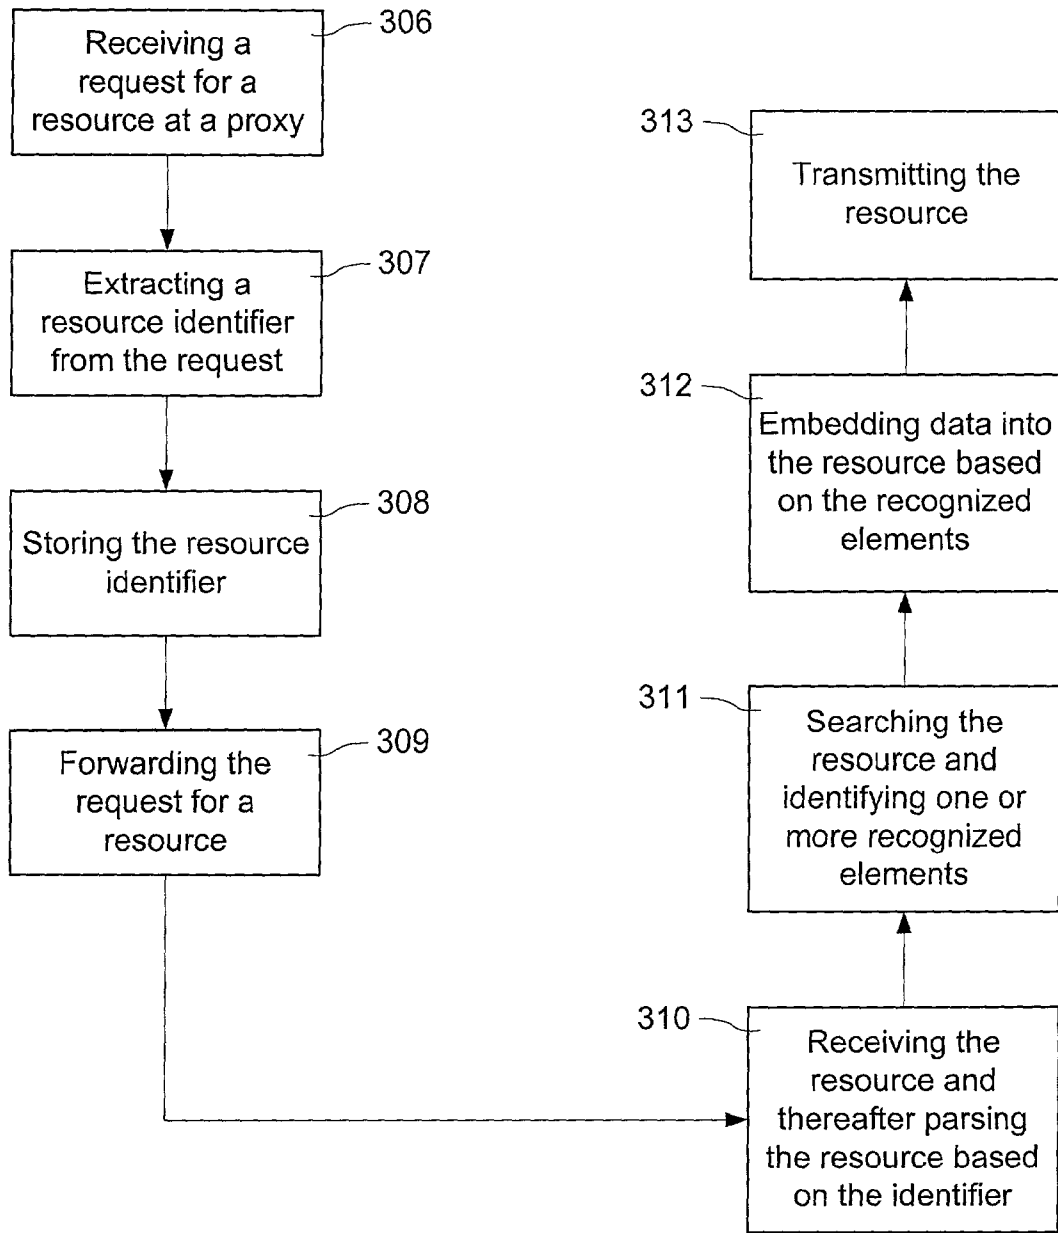 306
Receiving a
request for a
resource at a proxy
307
Extracting a
resource identifier
from the request
308
Storing the resource
identifier
309
Forwarding the
request for a
resource
310
Receiving the
resource and
thereafter parsing
the resource based
on the identifier
311
Searching the
resource and
identifying one or
more recognized
elements
312
Embedding data into
the resource based
on the recognized
elements
313
Transmitting the
resource